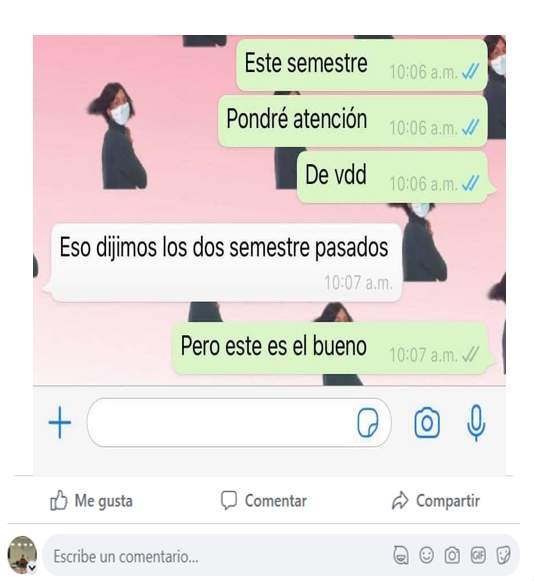 Este semestre 10:06 a.m.
Pondré atención 10:06 a.m.
De vdd 10:06 a.m.
Eso dijimos los dos semestre pasados
10:07 a.m.
Pero este es el bueno 10:07 a.m.
Me gusta Comentar Compartir
Escribe un comentario... GIF